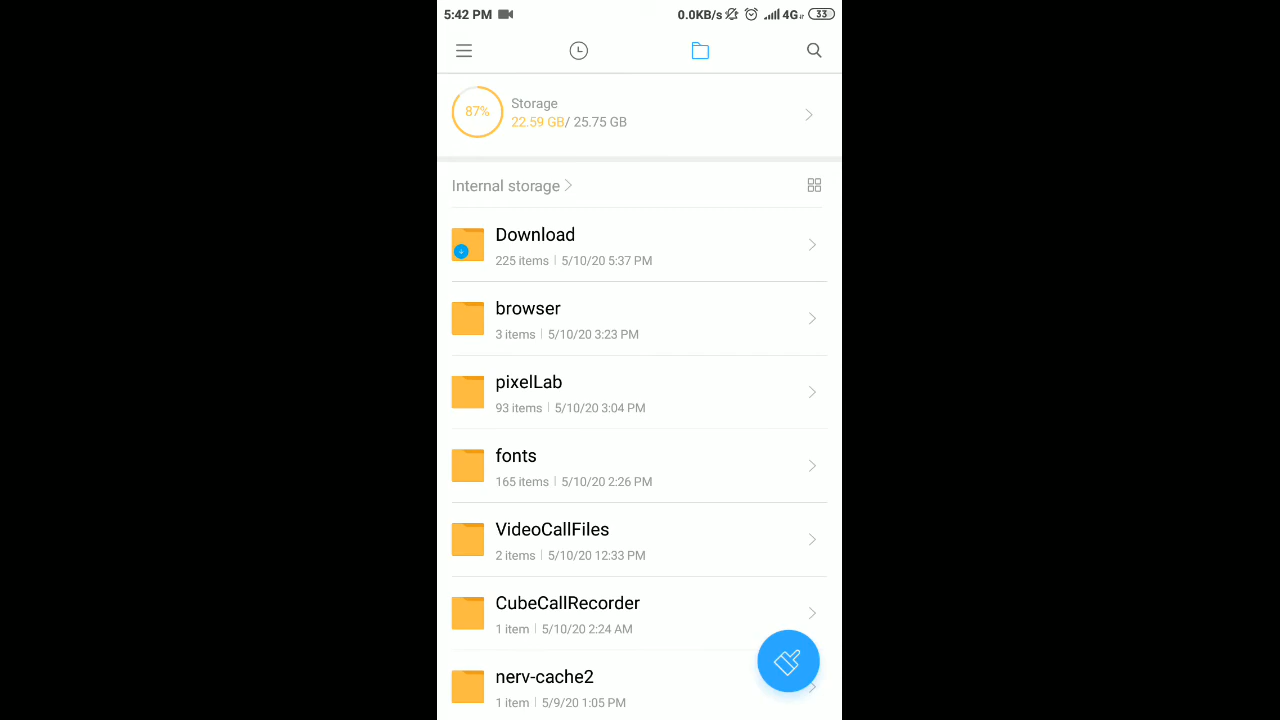 5:42 PM 0.0KB/s 4G 33
87%
Storage
22.59 GB/ 25.75 GB
Internal storage
Download
225 items | 5/10/20 5:37 PM
browser
3 items | 5/10/20 3:23 PM
pixelLab
93 items | 5/10/20 3:04 PM
fonts
165 items | 5/10/20 2:26 PM
VideoCallFiles
2 items | 5/10/20 12:33 PM
CubeCallRecorder
1 item | 5/10/20 2:24 AM
nerv-cache2
1 item | 5/9/20 1:05 PM